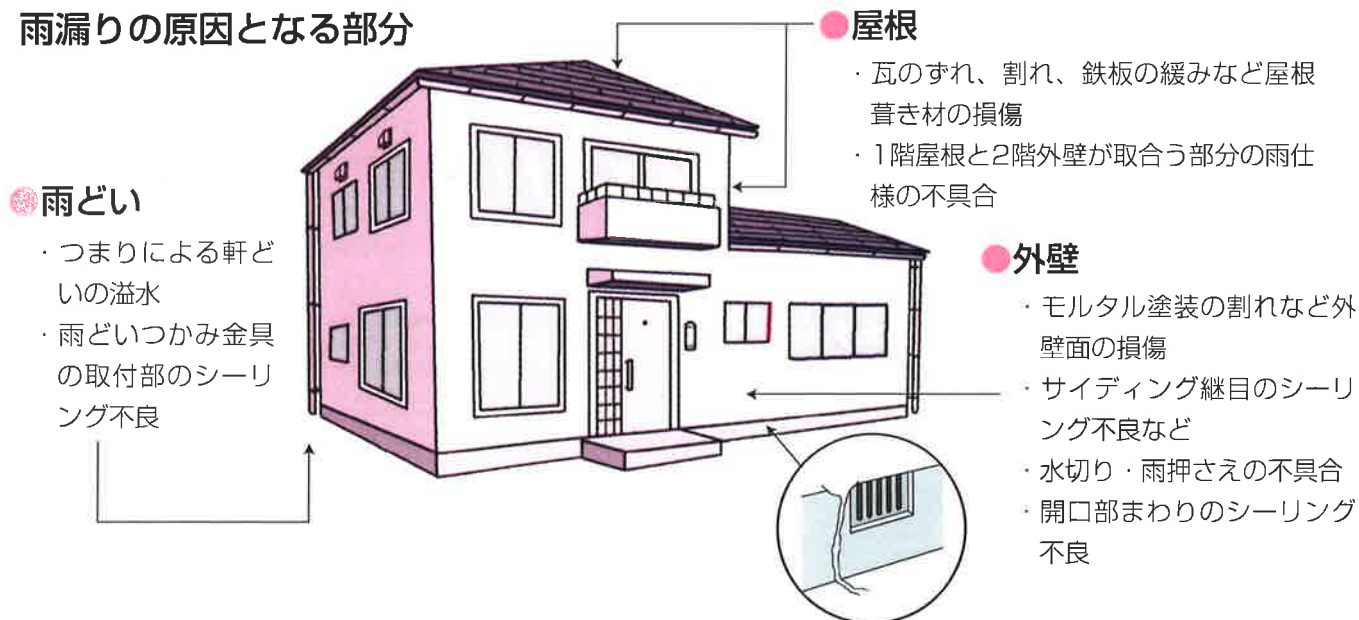 雨漏りの原因となる部分
●屋根
・瓦のずれ、割れ、鉄板の緩みなど屋根
葺き材の損傷
・1階屋根と2階外壁が取合う部分の雨仕
様の不具合
●雨どい
・つまりによる軒ど
いの溢水
・雨どいつかみ金具
の取付部のシーリ
ング不良
●外壁
・モルタル塗装の割れなど外
壁面の損傷
・サイディング継目のシーリ
ング不良など
・水切り・雨押さえの不具合
・開口部まわりのシーリング
不良